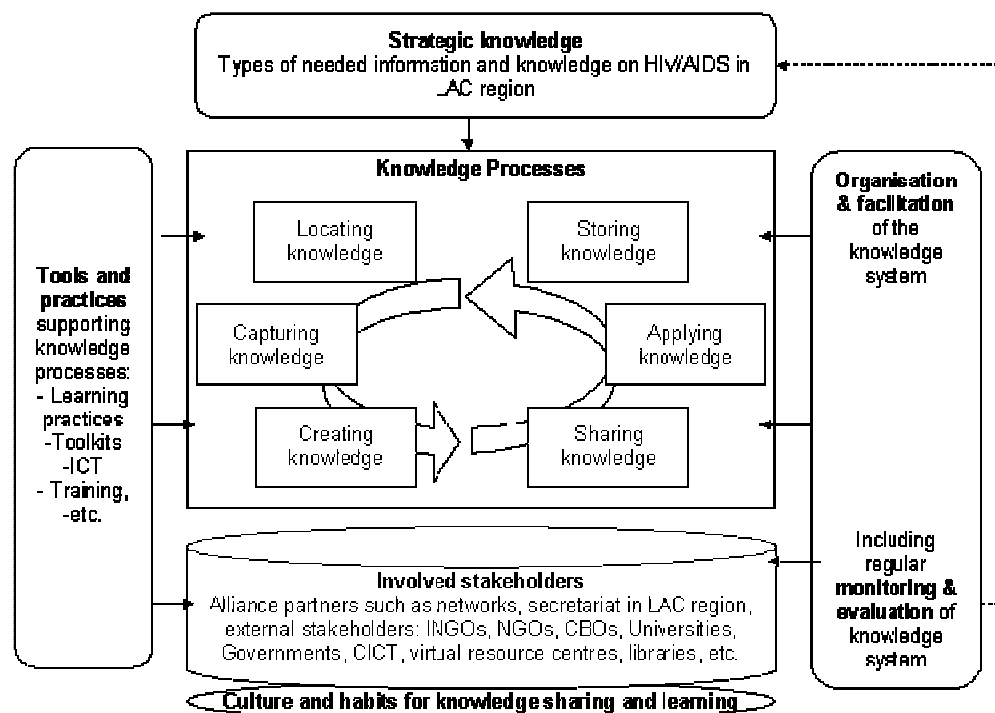 Strategic knowledge
Types of needed information and knowledge on HIV/AIDS in
LAC region
Knowledge Processes
Locating
knowledge
Storing
knowledge
Capturing
knowledge
Applying
knowledge
Creating
knowledge
Sharing
knowledge
Tools and
practices
supporting
knowledge
processes:
- Learning
practices
-Toolkits
-ICT
- Training,
-etc.
Organisation
& facilitation
of the
knowledge
system
Including
regular
monitoring &
evaluation of
knowledge
system
Involved stakeholders
Alliance partners such as networks, secretariat in LAC region,
external stakeholders: INGOs, NGOs, CBOs, Universities,
Governments, CICT, virtual resource centres, libraries, etc.
Culture and habits for knowledge sharing and learning